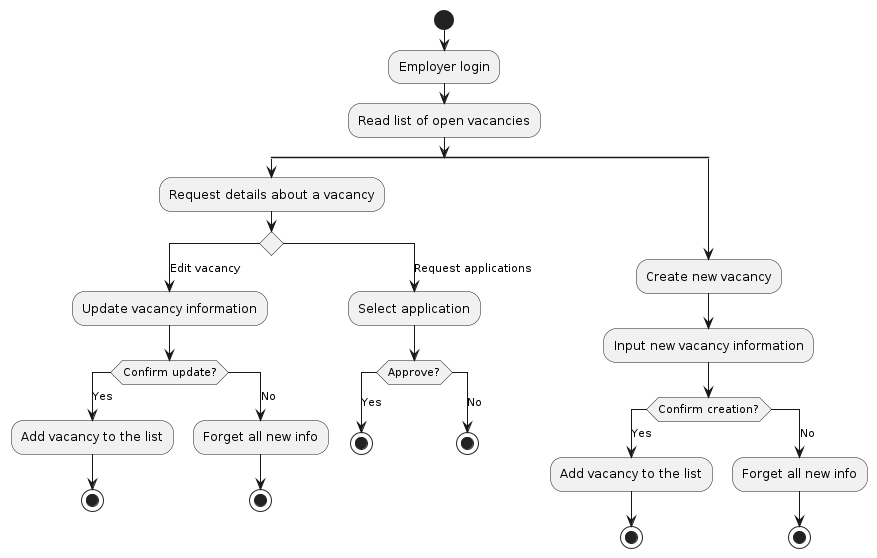 Employer login
Read list of open vacancies
Request details about a vacancy
Edit vacancy
Request applications
Update vacancy information
Select application
Create new vacancy
Input new vacancy information
Confirm update?
Approve?
Confirm creation?
Yes
No
Yes
No
Yes
No
Add vacancy to the list
Forget all new info
Add vacancy to the list
Forget all new info